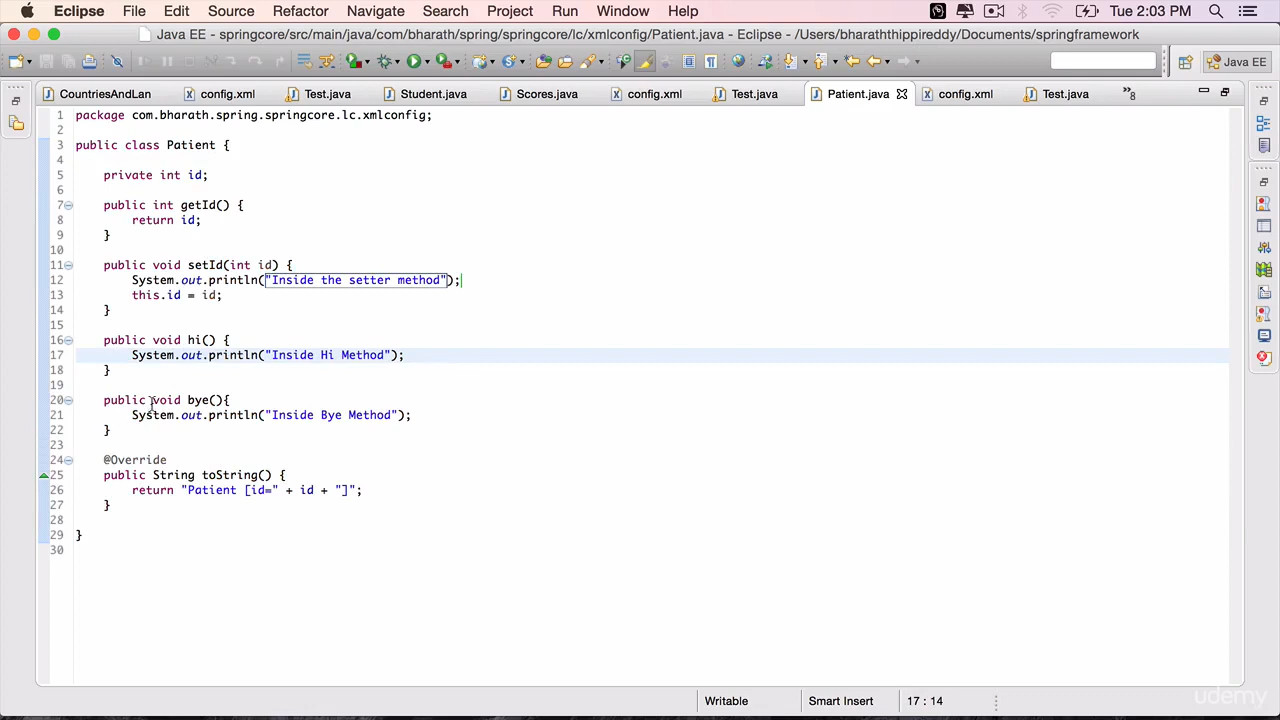 Eclipse File Edit Source Refactor Navigate Search Project Run Window Help Tue 2:03 PM
Java EE - springcore/src/main/java/com/bharath/spring/springcore/lc/xmlconfig/Patient.java - Eclipse - /Users/bharaththippireddy/Documents/springframework
Java EE
CountriesAndLan config.xml Test.java Student.java Scores.java config.xml Test.java Patient.java config.xml Test.java »8
1 package com.bharath.spring.springcore.lc.xmlconfig;
2
3 public class Patient {
4
5 private int id;
6
7 public int getId() {
8 return id;
9 }
10
11 public void setId(int id) {
12 System.out.println("Inside the setter method");
13 this.id = id;
14 }
15
16 public void hi() {
17 System.out.println("Inside Hi Method");
18 }
19
20 public void bye(){
21 System.out.println("Inside Bye Method");
22 }
23
24 @Override
25 public String toString() {
26 return "Patient [id=" + id + "]";
27 }
28
29 }
30
Writable Smart Insert 17 : 14
udemy